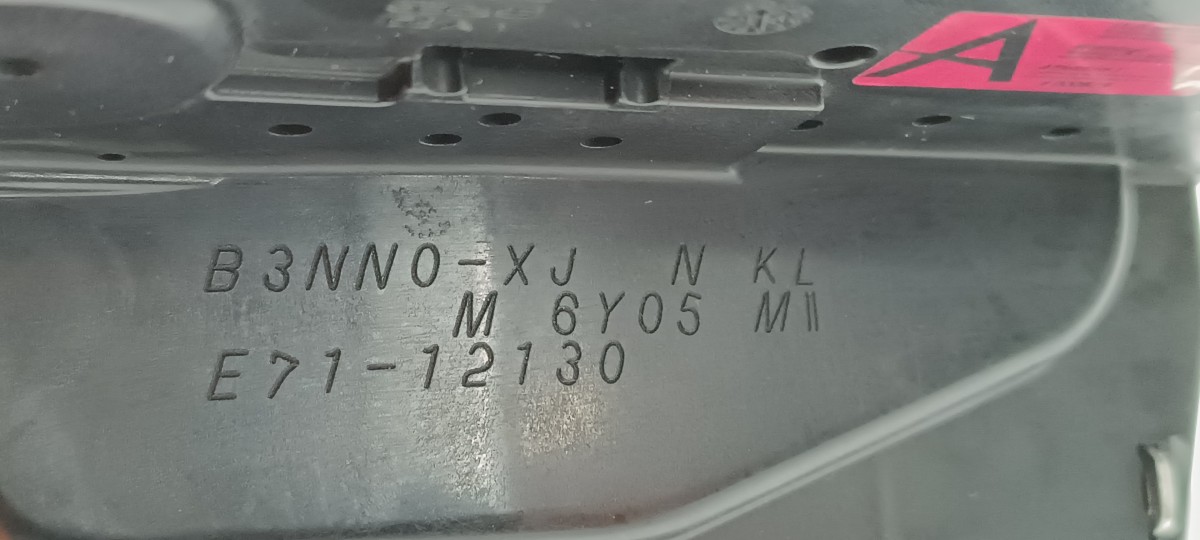 A
B3NN0-XJ N KL
M 6Y05 MII
E71-12130